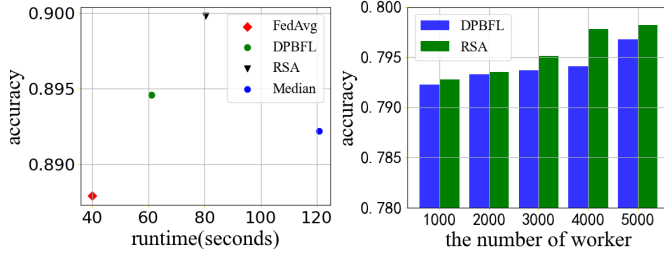 0.900
0.895
0.890
accuracy
FedAvg
DPBFL
RSA
Median
40
60
80
100
120
runtime(seconds)
0.800
0.795
0.790
0.785
0.780
accuracy
DPBFL
RSA
1000
2000
3000
4000
5000
the number of worker